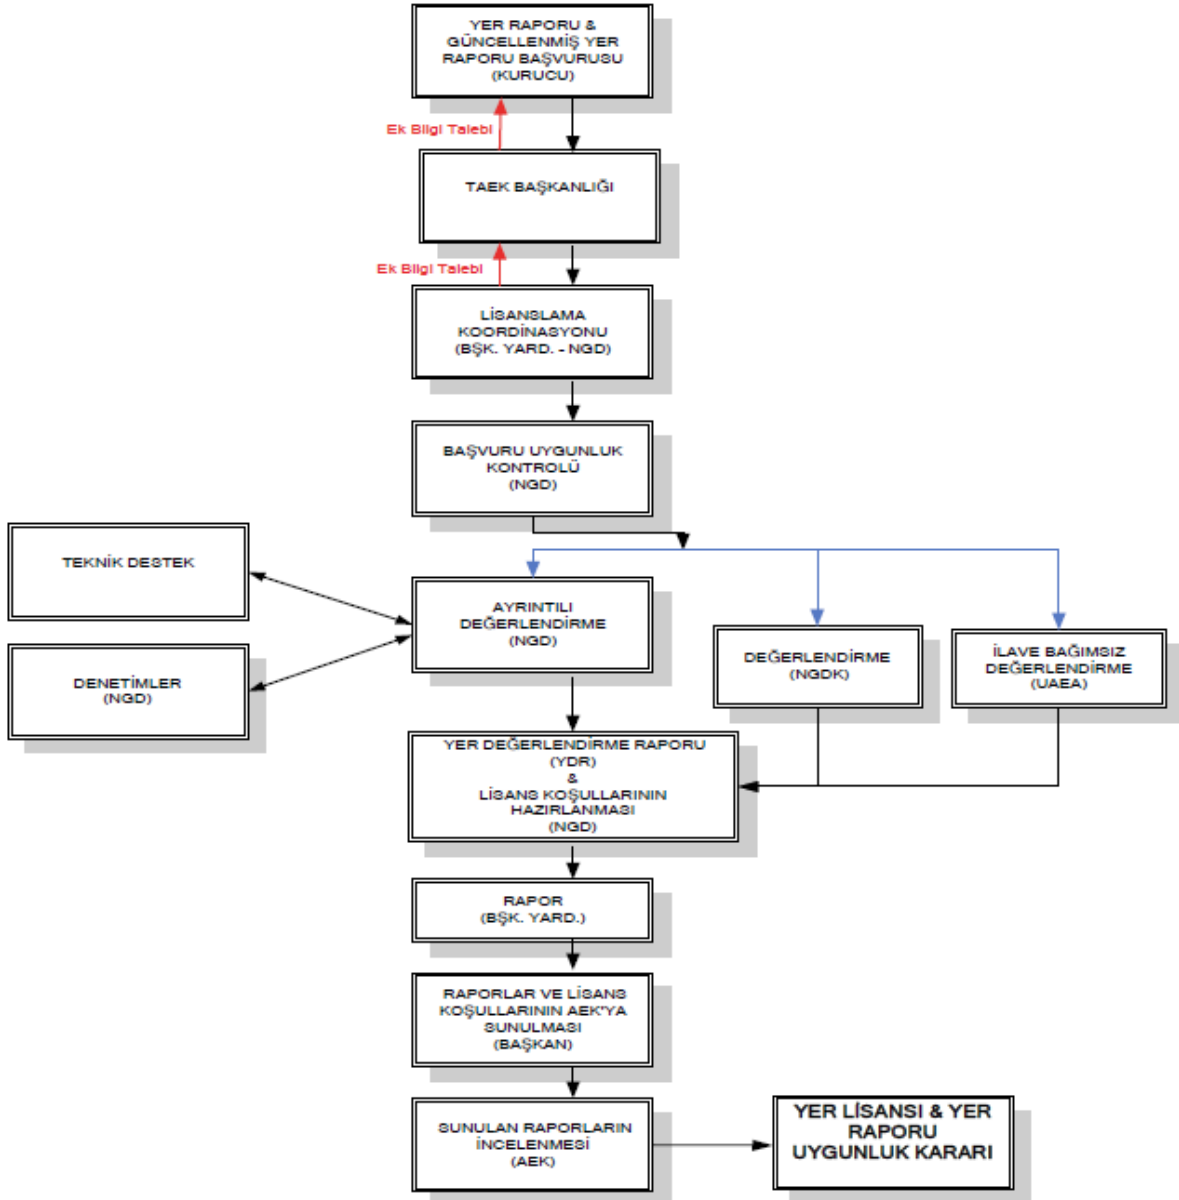 YER RAPORU &
GÜNCELLENMİŞ YER
RAPORU BAŞVURUSU
(KURUCU)
Ek Bilgi Talebi
TAEK BAŞKANLIĞI
Ek Bilgi Talebi
LİSANSLAMA
KOORDİNASYONU
(BŞK. YARD. - NGD)
BAŞVURU UYGUNLUK
KONTROLÜ
(NGD)
TEKNİK DESTEK
DENETİMLER
(NGD)
AYRINTILI
DEĞERLENDİRME
(NGD)
DEĞERLENDİRME
(NGDK)
İLAVE BAĞIMSIZ
DEĞERLENDİRME
(UAEA)
YER DEĞERLENDİRME RAPORU
(YDR)
&
LİSANS KOŞULLARININ
HAZIRLANMASI
(NGD)
RAPOR
(BŞK. YARD.)
RAPORLAR VE LİSANS
KOŞULLARININ AEK'YA
SUNULMASI
(BAŞKAN)
SUNULAN RAPORLARIN
İNCELENMESİ
(AEK)
YER LİSANSI & YER
RAPORU
UYGUNLUK KARARI